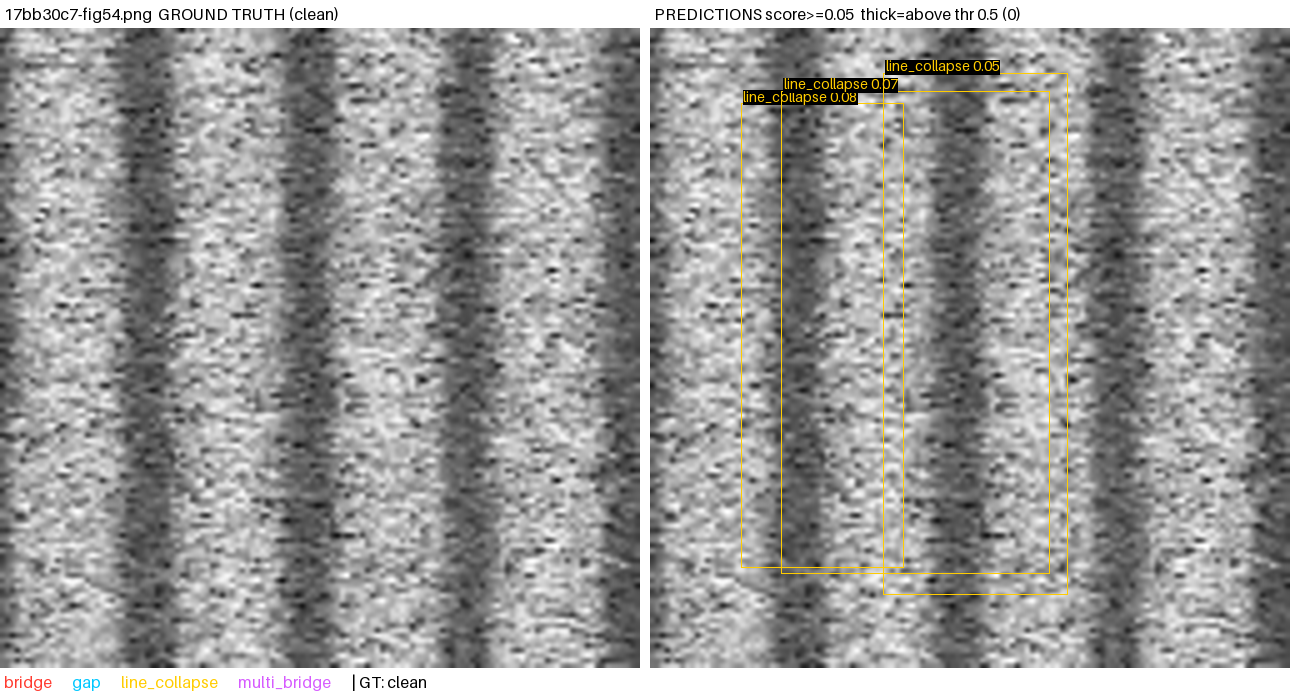 17bb30c7-fig54.png GROUND TRUTH (clean)
PREDICTIONS score>=0.05 thick=above thr 0.5 (0)
line_collapse 0.05
line_collapse 0.07
line_collapse 0.08
bridge gap line_collapse multi_bridge | GT: clean